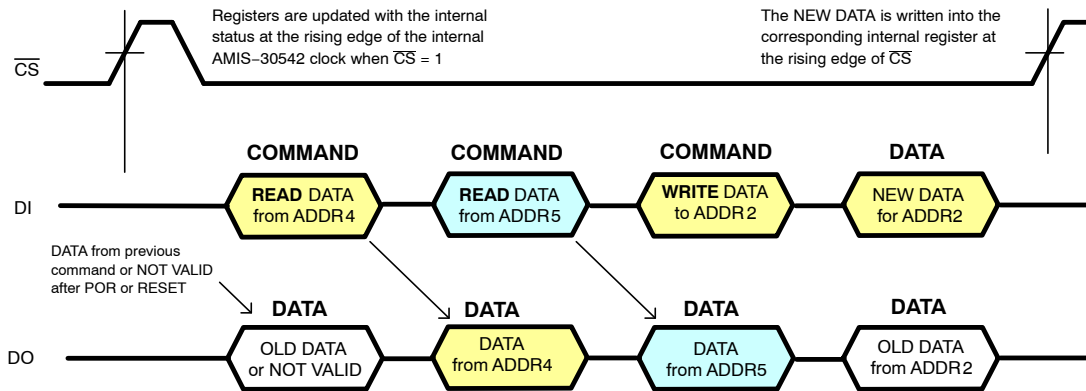 Registers are updated with the internal
status at the rising edge of the internal
AMIS−30542 clock when C̅S̅ = 1
The NEW DATA is written into the
corresponding internal register at
the rising edge of C̅S̅
C̅S̅
COMMAND
COMMAND
COMMAND
DATA
DI
READ DATA
from ADDR4
READ DATA
from ADDR5
WRITE DATA
to ADDR2
NEW DATA
for ADDR2
DATA from previous
command or NOT VALID
after POR or RESET
DATA
DATA
DATA
DATA
DO
OLD DATA
or NOT VALID
DATA
from ADDR4
DATA
from ADDR5
OLD DATA
from ADDR2